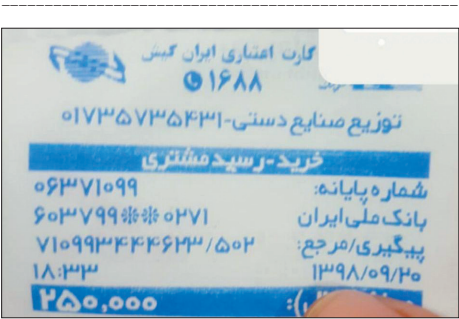 کارت اعتباری ایران کیش
۱۶۸۸
توزیع صنایع دستی-۰۱۷۳۵۷۳۵۴۳۱
خرید-رسید مشتری
شماره پایانه: ۰۶۳۷۱۰۹۹
بانک ملی ایران ۶۰۳۷۹۹**۰۲۷۱
پیگیری/مرجع: ۷۱۰۹۹۳۴۴۴۶۲۳/۵۰۲
۱۳۹۸/۰۹/۲۰ ۱۸:۳۳
۲۵۰,۰۰۰